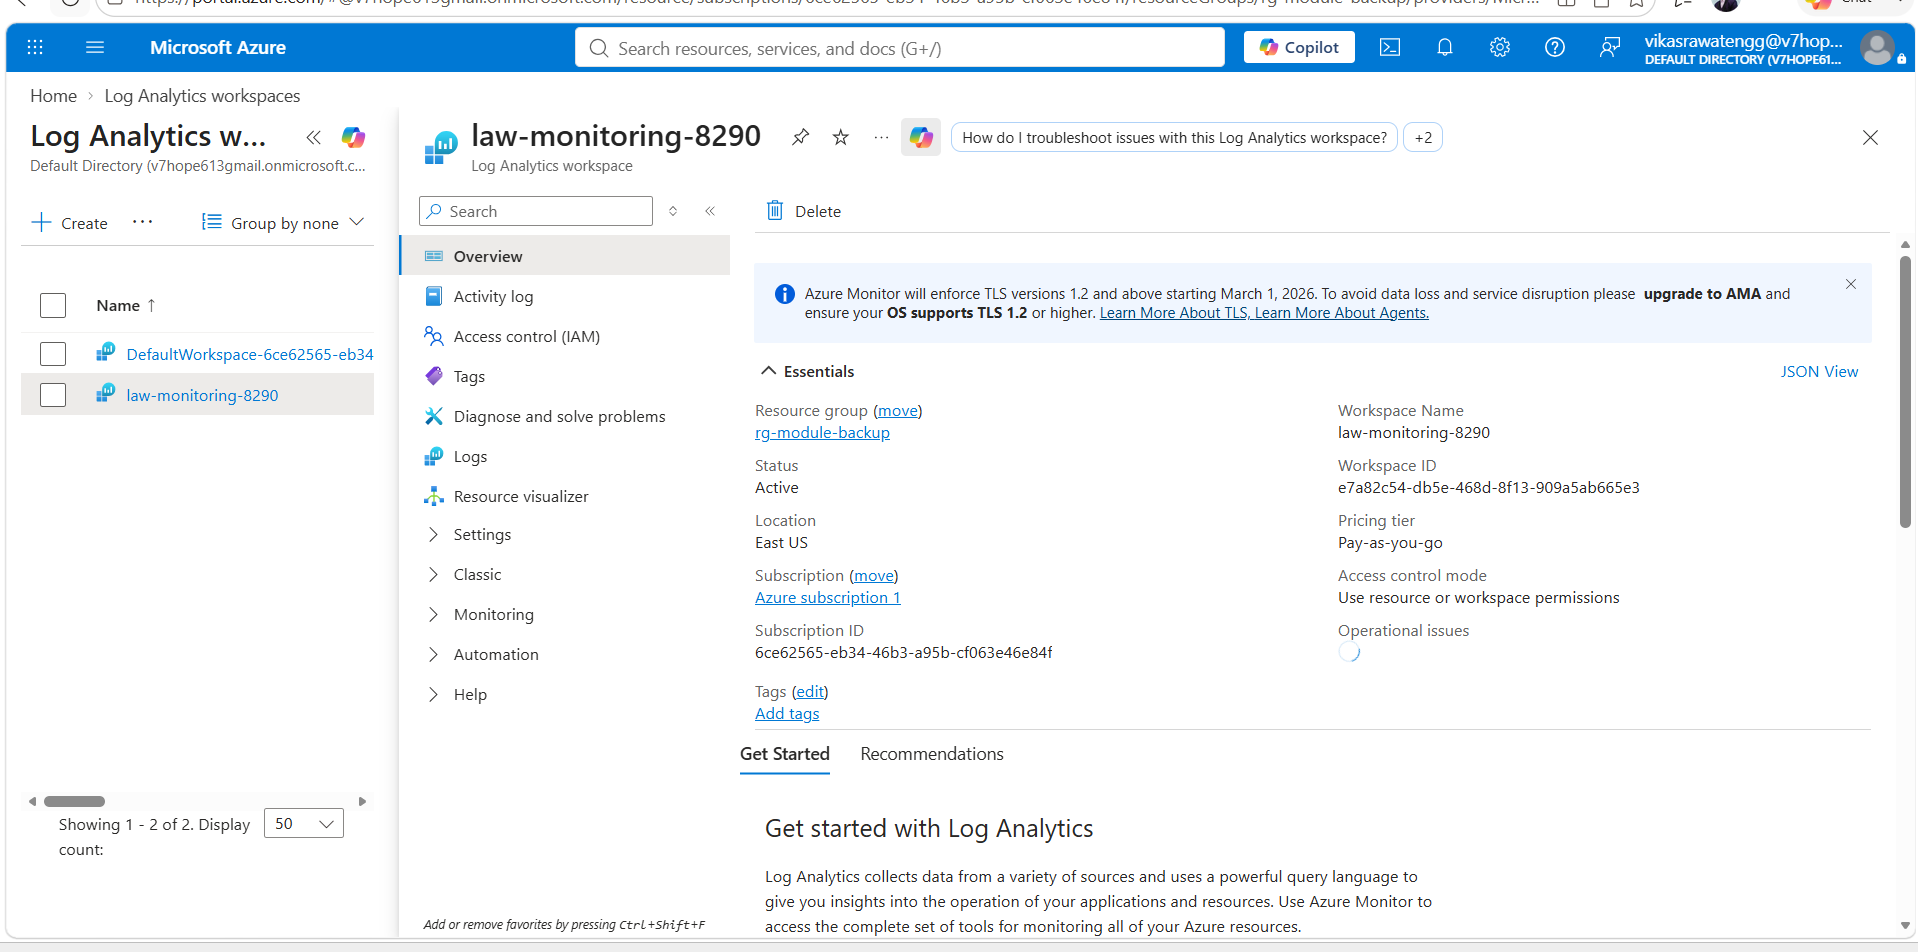 Microsoft Azure
Search resources, services, and docs (G+/)
Copilot
vikasrawatengg@v7hop...
DEFAULT DIRECTORY (V7HOPE61...
Home > Log Analytics workspaces
Log Analytics w...
Default Directory (v7hope613gmail.onmicrosoft.c...
Create
Group by none
Name ↑
DefaultWorkspace-6ce62565-eb34
law-monitoring-8290
Showing 1 - 2 of 2. Display
count:
50
law-monitoring-8290
Log Analytics workspace
How do I troubleshoot issues with this Log Analytics workspace?
+2
Search
Overview
Activity log
Access control (IAM)
Tags
Diagnose and solve problems
Logs
Resource visualizer
Settings
Classic
Monitoring
Automation
Help
Add or remove favorites by pressing Ctrl+Shift+F
Delete
Azure Monitor will enforce TLS versions 1.2 and above starting March 1, 2026. To avoid data loss and service disruption please upgrade to AMA and
ensure your OS supports TLS 1.2 or higher. Learn More About TLS, Learn More About Agents.
Essentials
JSON View
Resource group (move)
rg-module-backup
Status
Active
Location
East US
Subscription (move)
Azure subscription 1
Subscription ID
6ce62565-eb34-46b3-a95b-cf063e46e84f
Tags (edit)
Add tags
Workspace Name
law-monitoring-8290
Workspace ID
e7a82c54-db5e-468d-8f13-909a5ab665e3
Pricing tier
Pay-as-you-go
Access control mode
Use resource or workspace permissions
Operational issues
Get Started
Recommendations
Get started with Log Analytics
Log Analytics collects data from a variety of sources and uses a powerful query language to
give you insights into the operation of your applications and resources. Use Azure Monitor to
access the complete set of tools for monitoring all of your Azure resources.